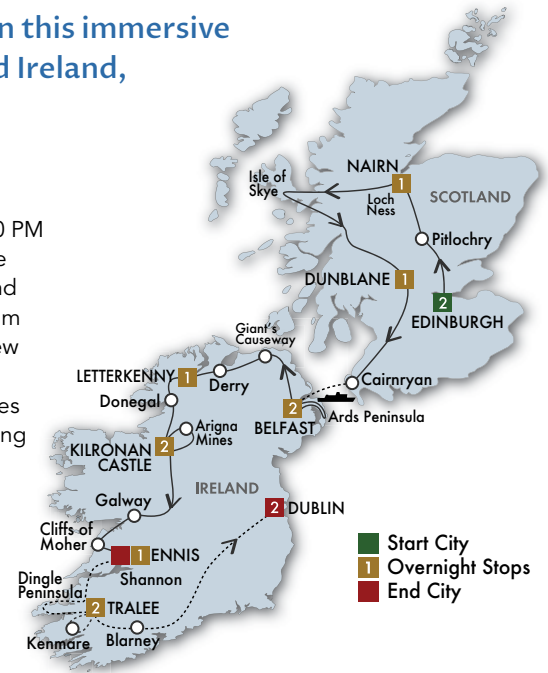 n this immersive
d Ireland,
0 PM
e
nd
m
ew
es
ng
NAIRN
1
Isle of
Skye
Loch
Ness
SCOTLAND
Pitlochry
DUNBLANE
1
2
EDINBURGH
Giant's
Causeway
LETTERKENNY
1
Derry
Cairnryan
Donegal
2
BELFAST
Ards Peninsula
Arigna
Mines
KILRONAN
CASTLE
2
IRELAND
Galway
2
DUBLIN
Cliffs of
Moher
1
ENNIS
Shannon
Dingle
Peninsula
2
TRALEE
Kenmare
Blarney
Start City
1
Overnight Stops
End City